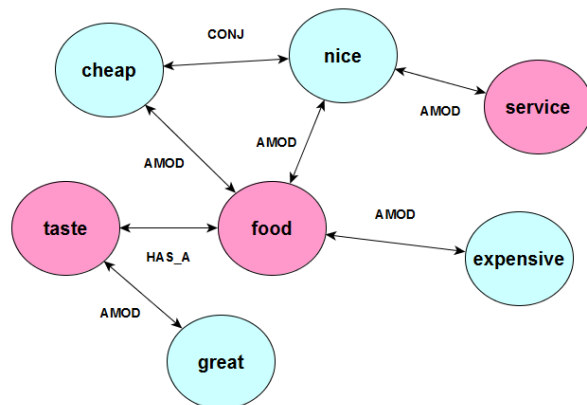 CONJ
nice
cheap
service
AMOD
AMOD
AMOD
AMOD
taste
food
HAS_A
expensive
AMOD
great